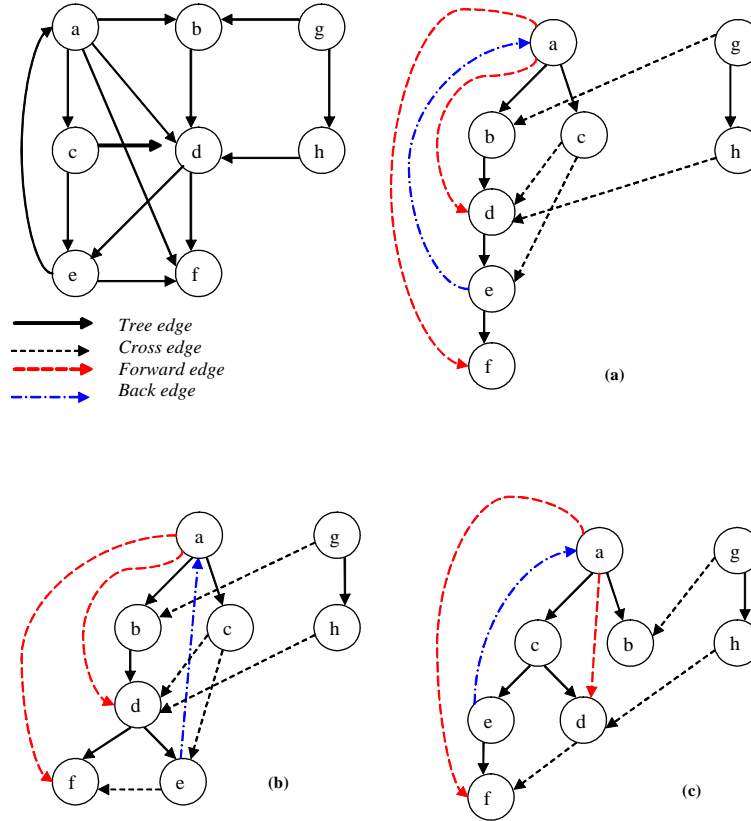 a b g
c d h
e f
Tree edge
Cross edge
Forward edge
Back edge
a g
b c h
d
e
f
(a)
a g
b c h
d
f e
(b)
a g
c b h
e d
f
(c)